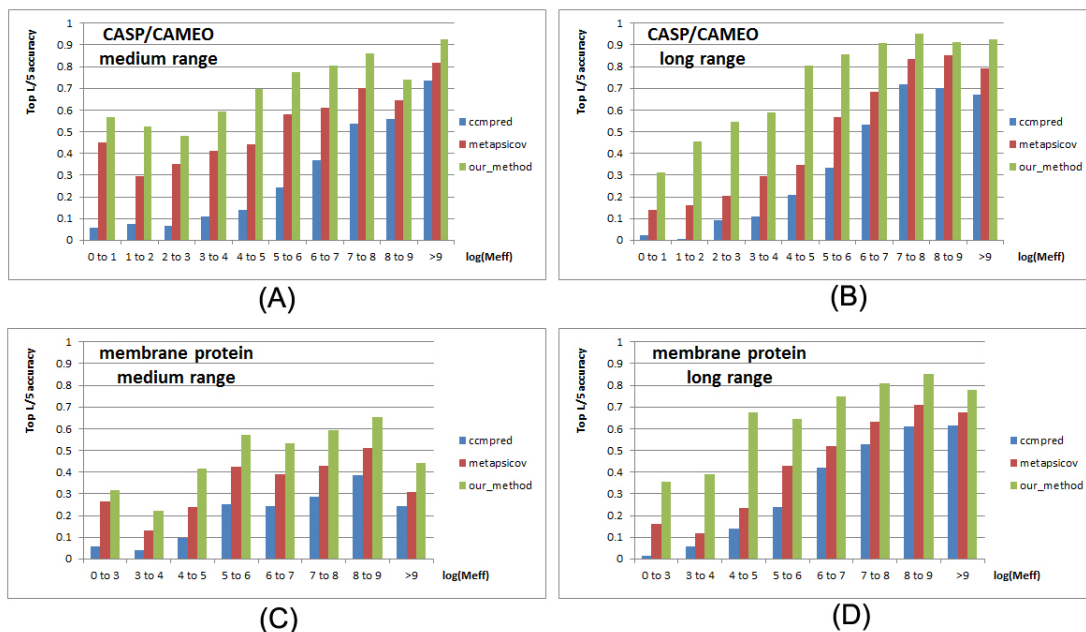 CASP/CAMEO
medium range
Top L/5 accuracy
1
0.9
0.8
0.7
0.6
0.5
0.4
0.3
0.2
0.1
0
0 to 1 1 to 2 2 to 3 3 to 4 4 to 5 5 to 6 6 to 7 7 to 8 8 to 9 >9 log(Meff)
ccmpred
metapsicov
our_method
(A)
CASP/CAMEO
long range
Top L/5 accuracy
1
0.9
0.8
0.7
0.6
0.5
0.4
0.3
0.2
0.1
0
0 to 1 1 to 2 2 to 3 3 to 4 4 to 5 5 to 6 6 to 7 7 to 8 8 to 9 >9 log(Meff)
ccmpred
metapsicov
our_method
(B)
membrane protein
medium range
Top L/5 accuracy
1
0.9
0.8
0.7
0.6
0.5
0.4
0.3
0.2
0.1
0
0 to 3 3 to 4 4 to 5 5 to 6 6 to 7 7 to 8 8 to 9 >9 log(Meff)
ccmpred
metapsicov
our_method
(C)
membrane protein
long range
Top L/5 accuracy
1
0.9
0.8
0.7
0.6
0.5
0.4
0.3
0.2
0.1
0
0 to 3 3 to 4 4 to 5 5 to 6 6 to 7 7 to 8 8 to 9 >9 log(Meff)
ccmpred
metapsicov
our_method
(D)